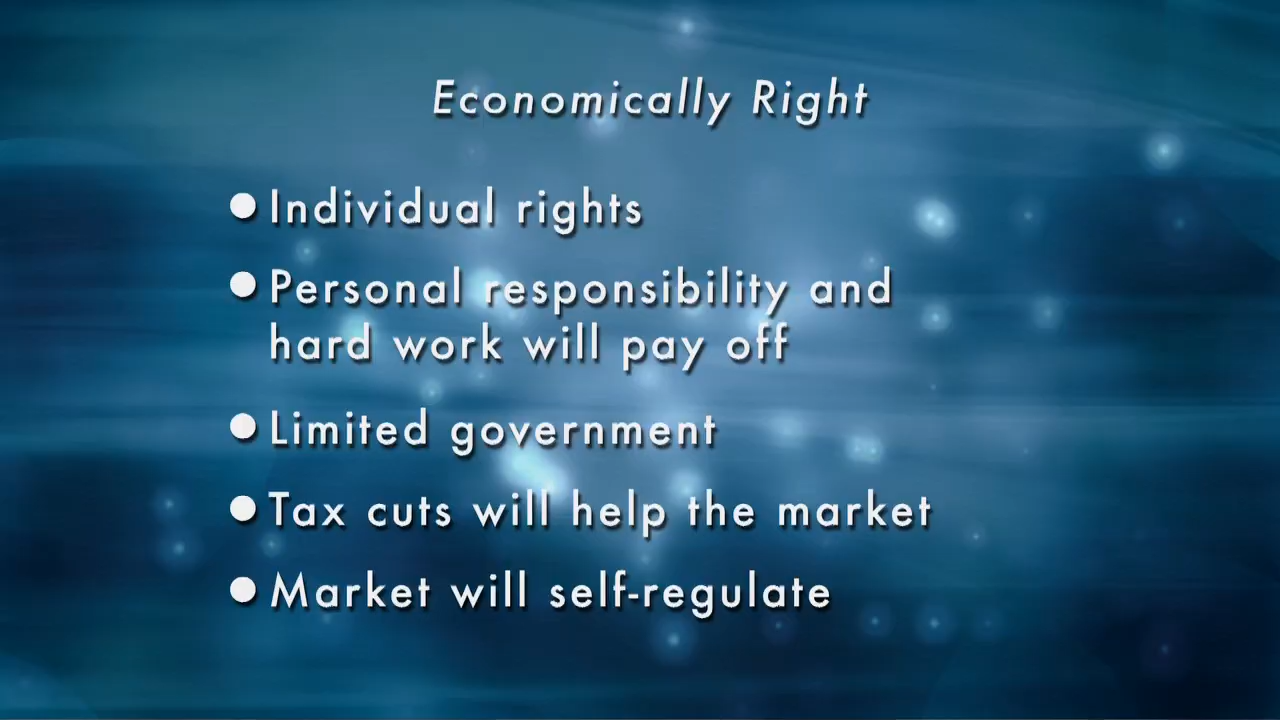 Economically Right
● Individual rights
● Personal responsibility and
hard work will pay off
● Limited government
● Tax cuts will help the market
● Market will self-regulate